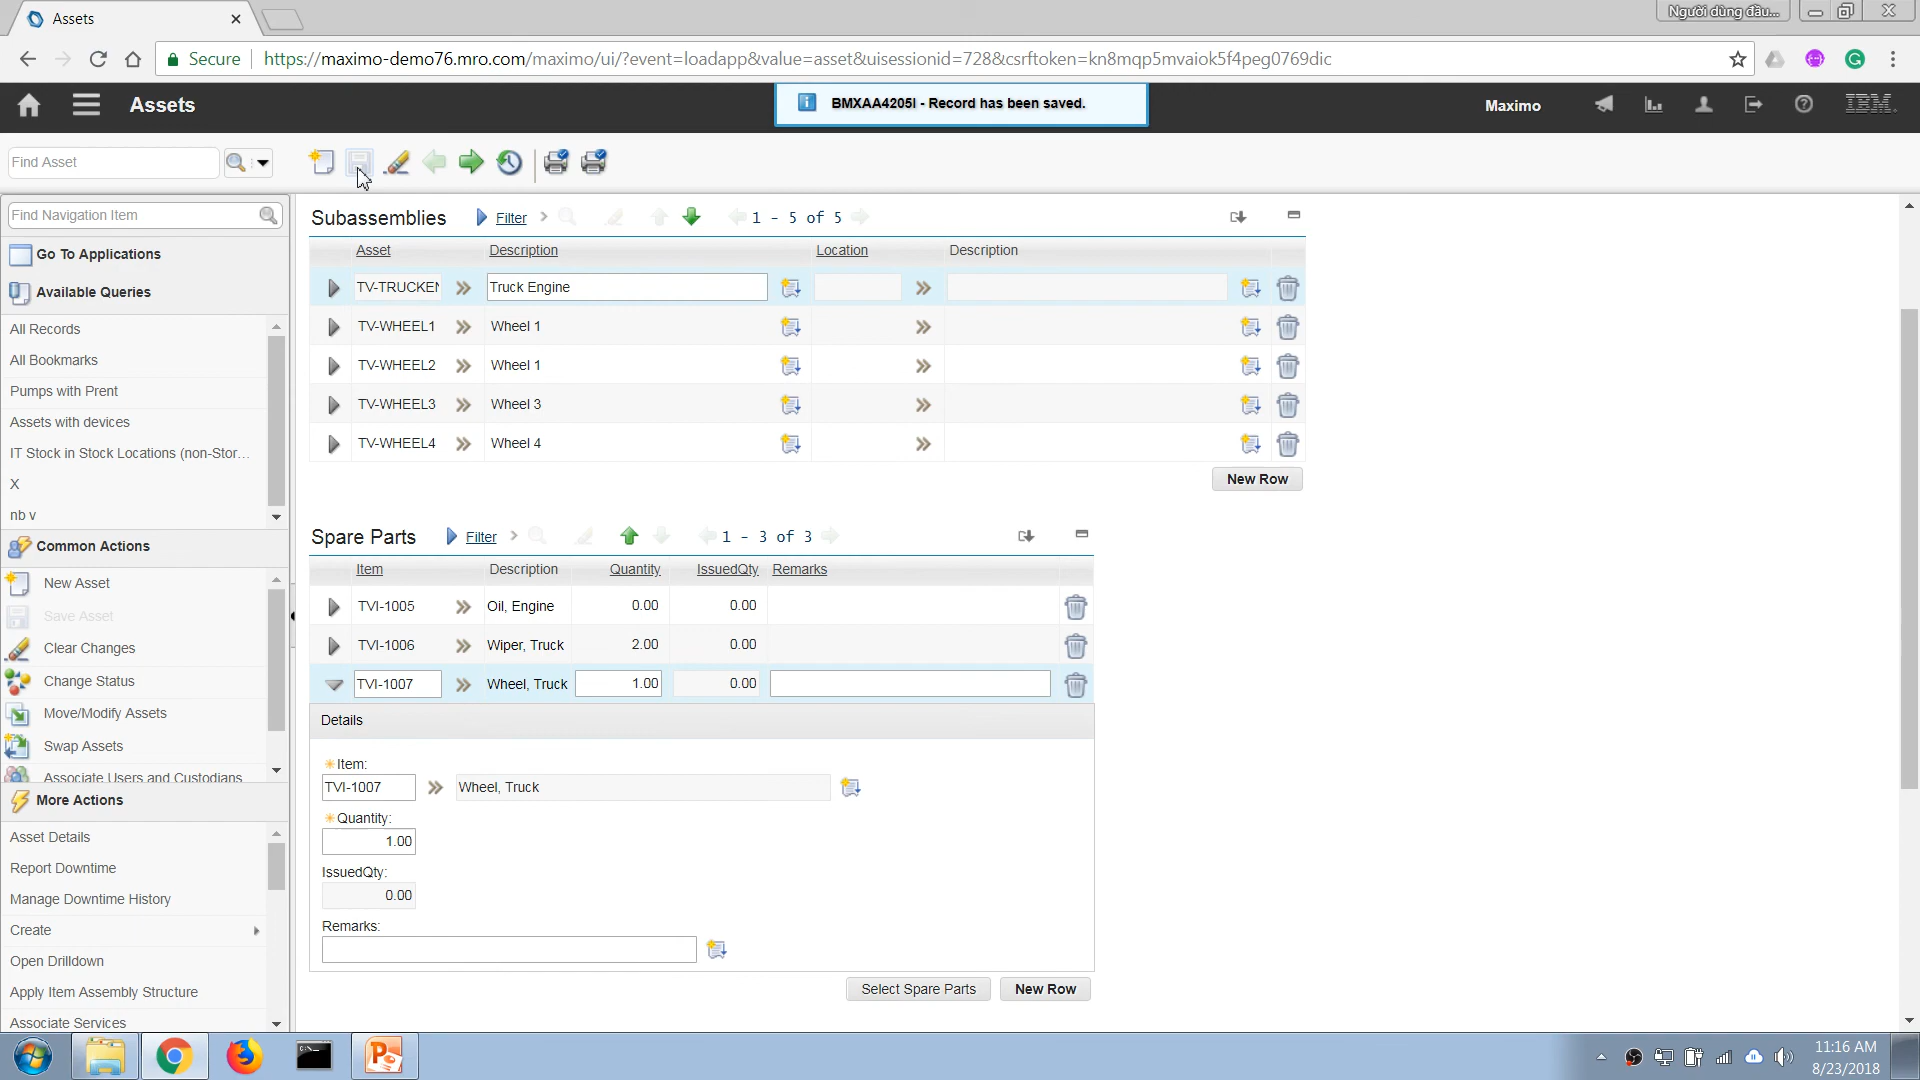 Assets
Người dùng đầu...
Secure
https://maximo-demo76.mro.com/maximo/ui/?event=loadapp&value=asset&uisessionid=728&csrftoken=kn8mqp5mvaiok5f4peg0769dic
Assets
BMXAA4205I - Record has been saved.
Maximo
IBM.
Find Asset
Find Navigation Item
Go To Applications
Available Queries
All Records
All Bookmarks
Pumps with Prent
Assets with devices
IT Stock in Stock Locations (non-Stor...
X
nb v
Common Actions
New Asset
Save Asset
Clear Changes
Change Status
Move/Modify Assets
Swap Assets
Associate Users and Custodians
More Actions
Asset Details
Report Downtime
Manage Downtime History
Create
Open Drilldown
Apply Item Assembly Structure
Associate Services
Subassemblies Filter 1 - 5 of 5
Asset Description Location Description
TV-TRUCKEN Truck Engine
TV-WHEEL1 Wheel 1
TV-WHEEL2 Wheel 1
TV-WHEEL3 Wheel 3
TV-WHEEL4 Wheel 4
New Row
Spare Parts Filter 1 - 3 of 3
Item Description Quantity IssuedQty Remarks
TVI-1005 Oil, Engine 0.00 0.00
TVI-1006 Wiper, Truck 2.00 0.00
TVI-1007 Wheel, Truck 1.00 0.00
Details
Item:
TVI-1007 Wheel, Truck
Quantity:
1.00
IssuedQty:
0.00
Remarks:
Select Spare Parts New Row
11:16 AM
8/23/2018